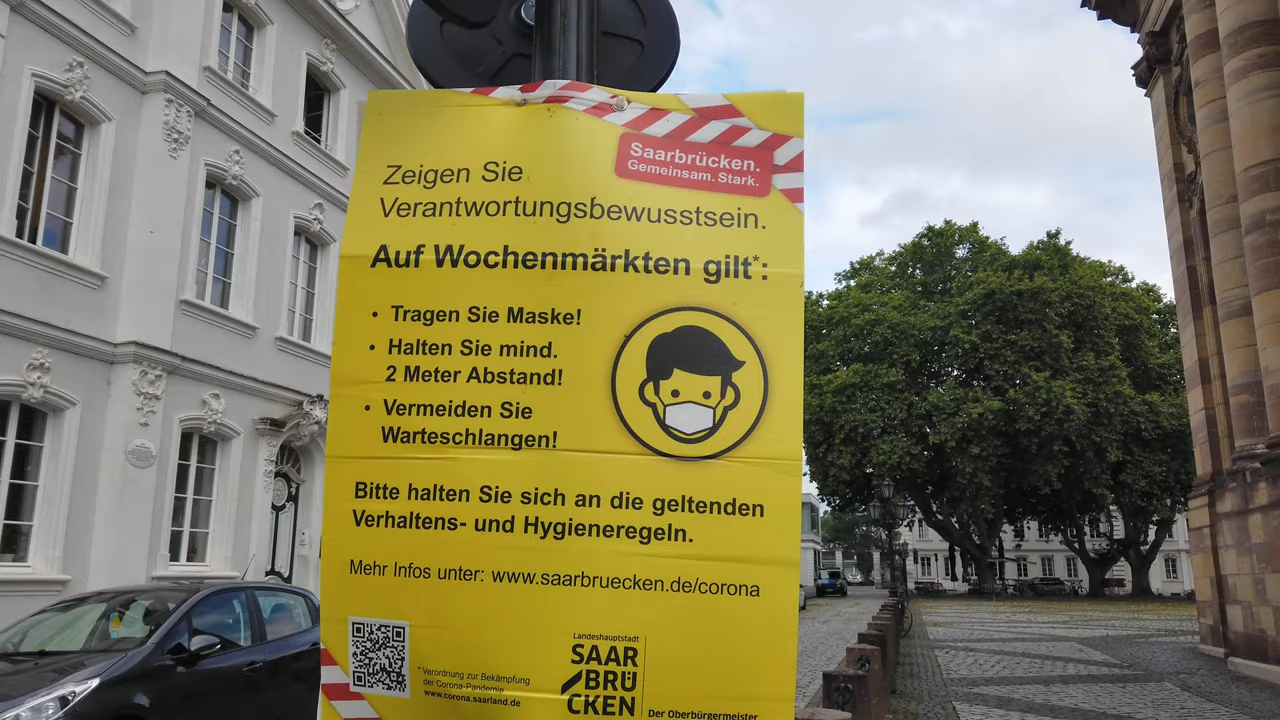 Saarbrücken.
Gemeinsam. Stark.
Zeigen Sie
Verantwortungsbewusstsein.
Auf Wochenmärkten gilt*:
• Tragen Sie Maske!
• Halten Sie mind.
2 Meter Abstand!
• Vermeiden Sie
Warteschlangen!
Bitte halten Sie sich an die geltenden
Verhaltens- und Hygieneregeln.
Mehr Infos unter: www.saarbruecken.de/corona
* Verordnung zur Bekämpfung
der Corona-Pandemie
www.corona.saarland.de
Landeshauptstadt
SAAR
BRÜ
CKEN
Der Oberbürgermeister